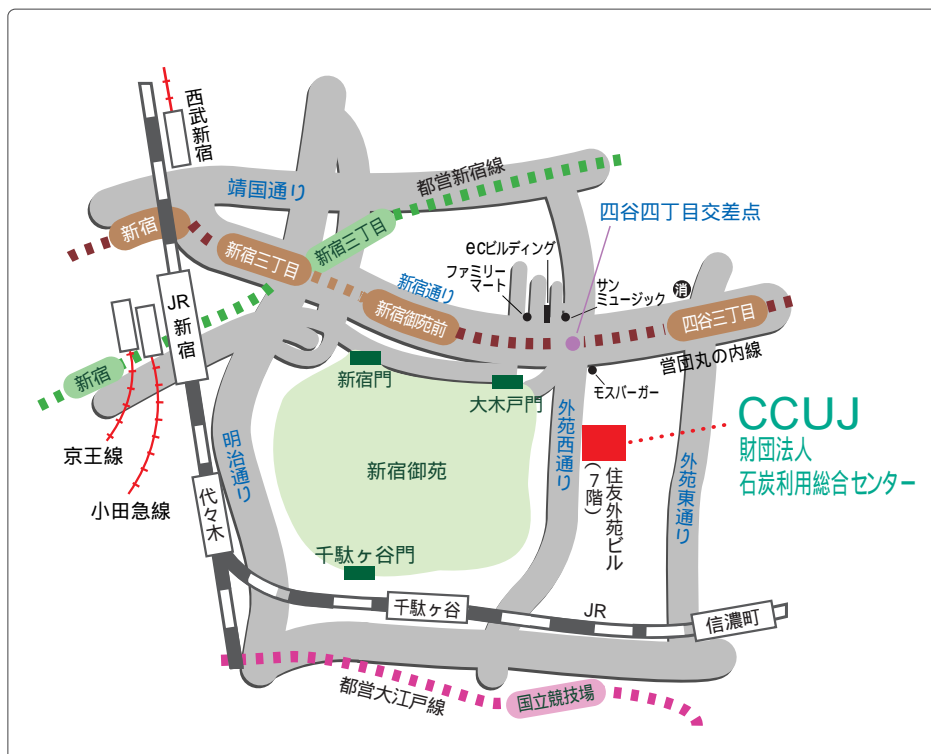 西武新宿
靖国通り
都営新宿線
四谷四丁目交差点
新宿
新宿三丁目
新宿三丁目
ecビルディング
ファミリー
マート
サン
ミュージック
消
新宿通り
新宿御苑前
四谷三丁目
営団丸の内線
JR新宿
新宿
新宿門
大木戸門
モスバーガー
京王線
小田急線
明治通り
代々木
新宿御苑
外苑西通り
CCUJ
財団法人
石炭利用総合センター
住友外苑ビル
(7階)
外苑東通り
千駄ヶ谷門
千駄ヶ谷
JR
信濃町
都営大江戸線
国立競技場